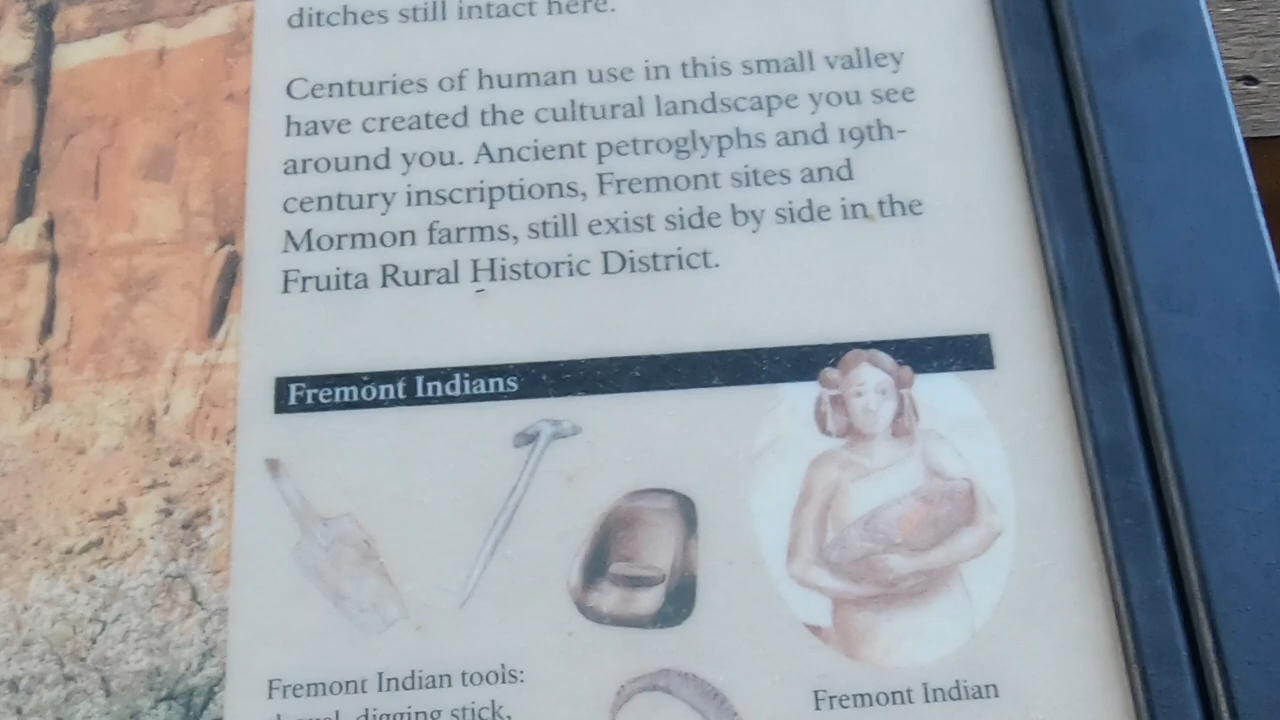 ditches still intact here.
Centuries of human use in this small valley
have created the cultural landscape you see
around you. Ancient petroglyphs and 19th-
century inscriptions, Fremont sites and
Mormon farms, still exist side by side in the
Fruita Rural Historic District.
Fremont Indians
Fremont Indian tools:
digging stick,
Fremont Indian